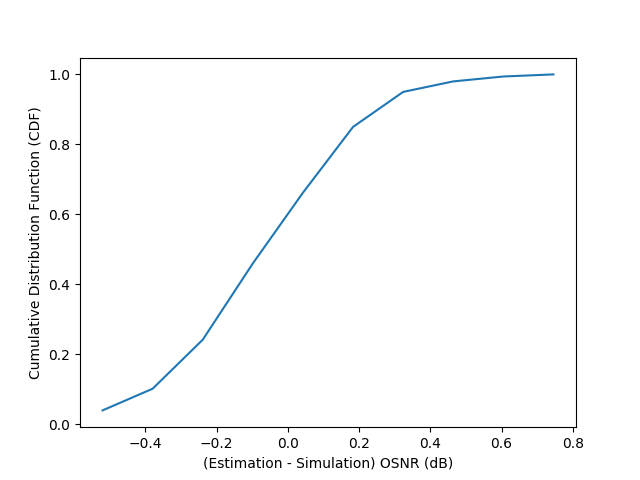 1.0
0.8
0.6
0.4
0.2
0.0
Cumulative Distribution Function (CDF)
−0.4 −0.2 0.0 0.2 0.4 0.6 0.8
(Estimation - Simulation) OSNR (dB)